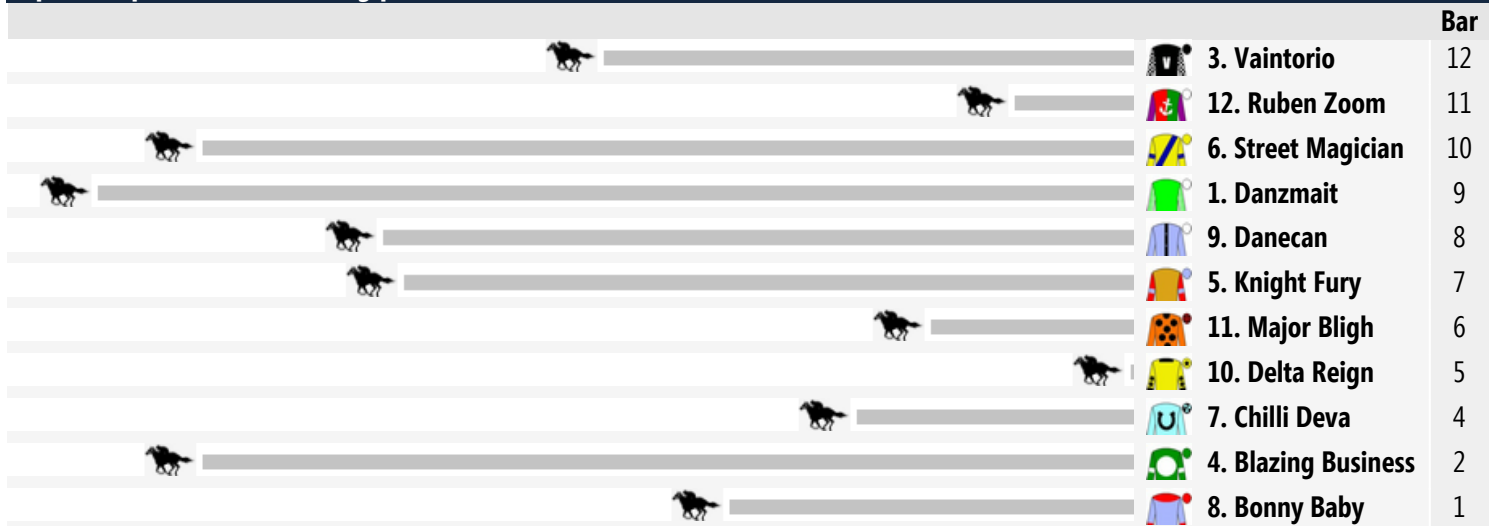 Bar
3. Vaintorio 12
12. Ruben Zoom 11
6. Street Magician 10
1. Danzmait 9
9. Danecan 8
5. Knight Fury 7
11. Major Bligh 6
10. Delta Reign 5
7. Chilli Deva 4
4. Blazing Business 2
8. Bonny Baby 1